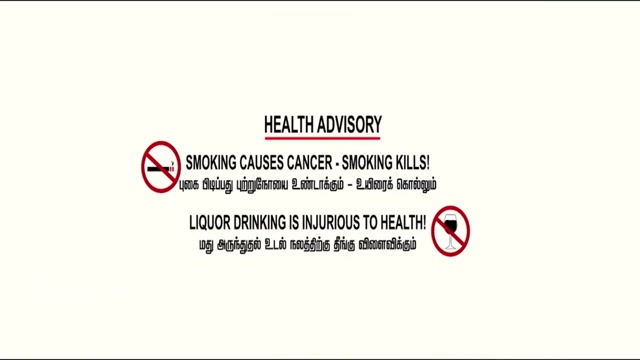 HEALTH ADVISORY
SMOKING CAUSES CANCER - SMOKING KILLS!
புகை பிடிப்பது புற்றுநோயை உண்டாக்கும் - உயிரைக் கொல்லும்
LIQUOR DRINKING IS INJURIOUS TO HEALTH!
மது அருந்துதல் உடல் நலத்திற்கு தீங்கு விளைவிக்கும்